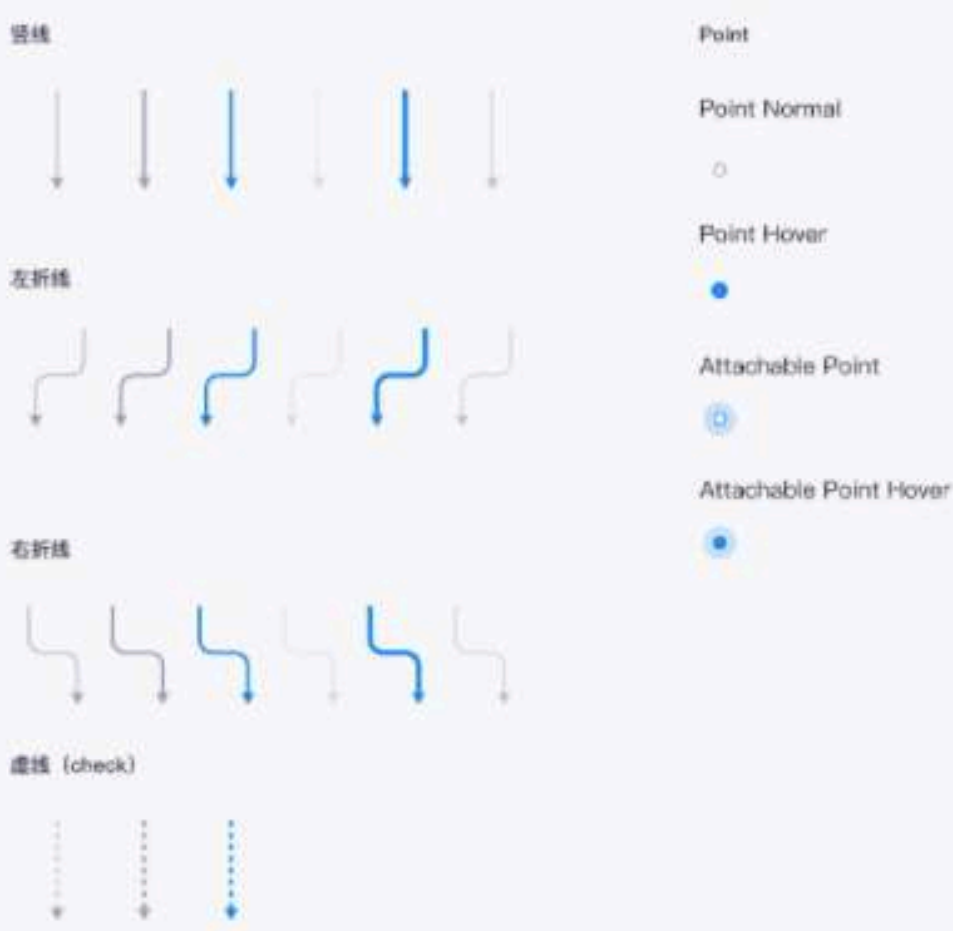 竖线
左折线
右折线
虚线（check）
Point
Point Normal
Point Hover
Attachable Point
Attachable Point Hover